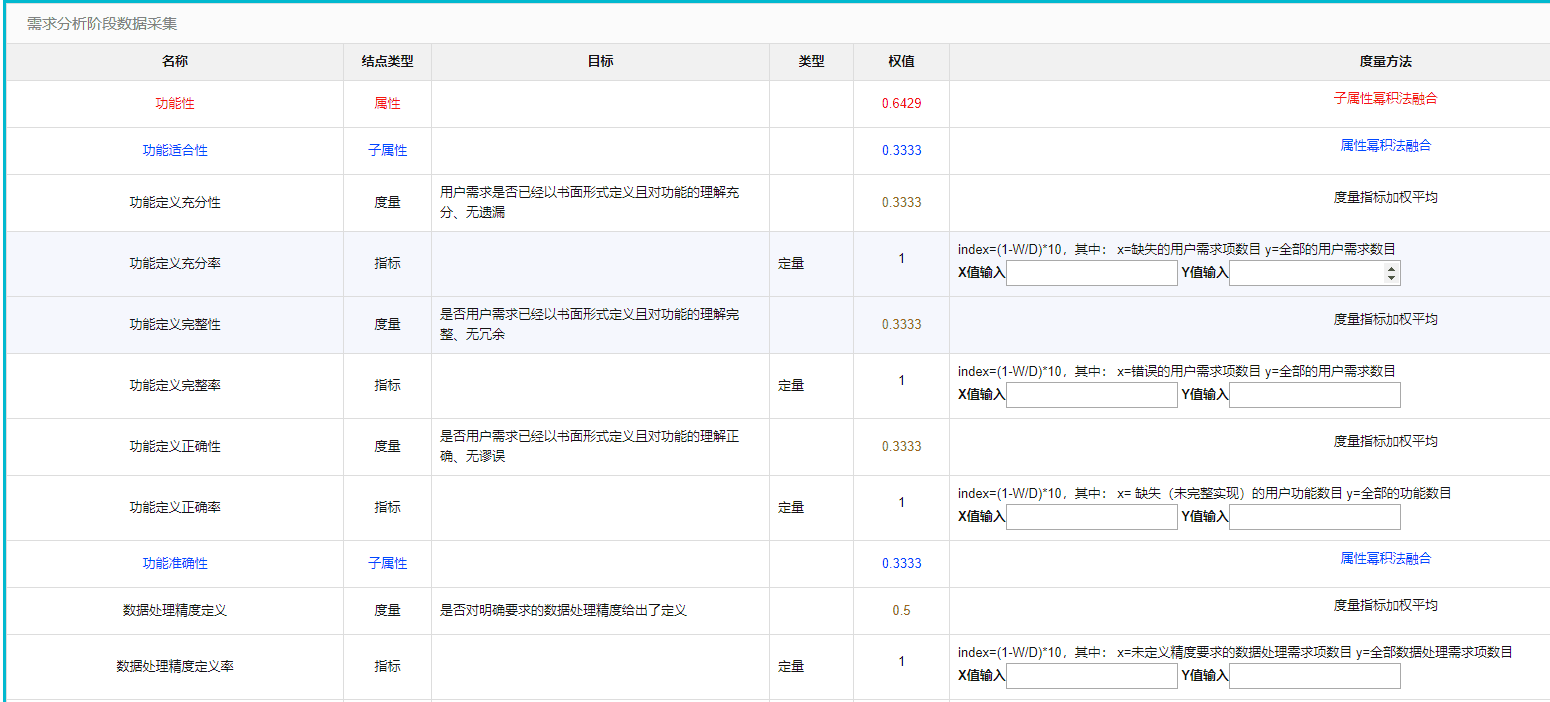 需求分析阶段数据采集
名称 结点类型 目标 类型 权值 度量方法
功能性 属性 0.6429 子属性幂积法融合
功能适合性 子属性 0.3333 属性幂积法融合
功能定义充分性 度量 用户需求是否已经以书面形式定义且对功能的理解充
分、无遗漏 0.3333 度量指标加权平均
功能定义充分率 指标 定量 1 index=(1-W/D)*10，其中： x=缺失的用户需求项数目 y=全部的用户需求数目
X值输入 Y值输入
功能定义完整性 度量 是否用户需求已经以书面形式定义且对功能的理解完
整、无冗余 0.3333 度量指标加权平均
功能定义完整率 指标 定量 1 index=(1-W/D)*10，其中： x=错误的用户需求项数目 y=全部的用户需求数目
X值输入 Y值输入
功能定义正确性 度量 是否用户需求已经以书面形式定义且对功能的理解正
确、无谬误 0.3333 度量指标加权平均
功能定义正确率 指标 定量 1 index=(1-W/D)*10，其中： x= 缺失（未完整实现）的用户功能数目 y=全部的功能数目
X值输入 Y值输入
功能准确性 子属性 0.3333 属性幂积法融合
数据处理精度定义 度量 是否对明确要求的数据处理精度给出了定义 0.5 度量指标加权平均
数据处理精度定义率 指标 定量 1 index=(1-W/D)*10，其中： x=未定义精度要求的数据处理需求项数目 y=全部数据处理需求项数目
X值输入 Y值输入